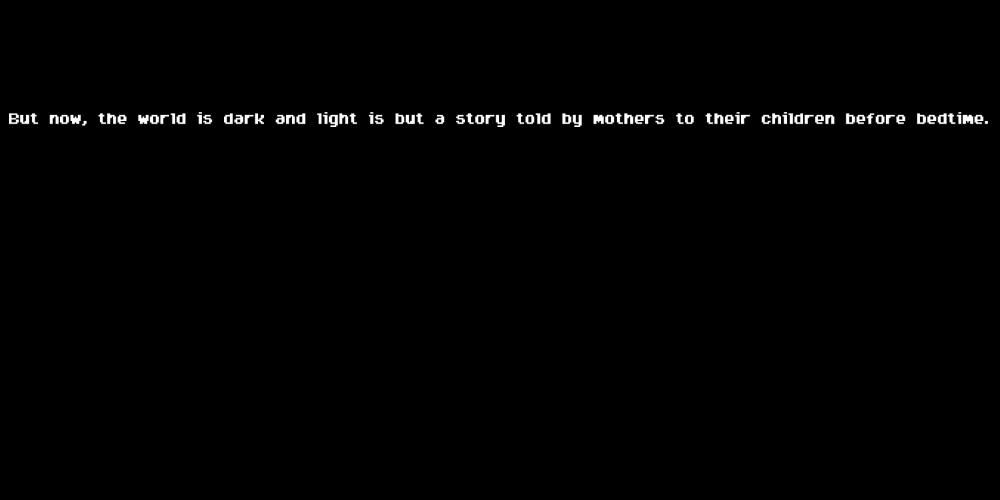 But now, the world is dark and light is but a story told by mothers to their children before bedtime.